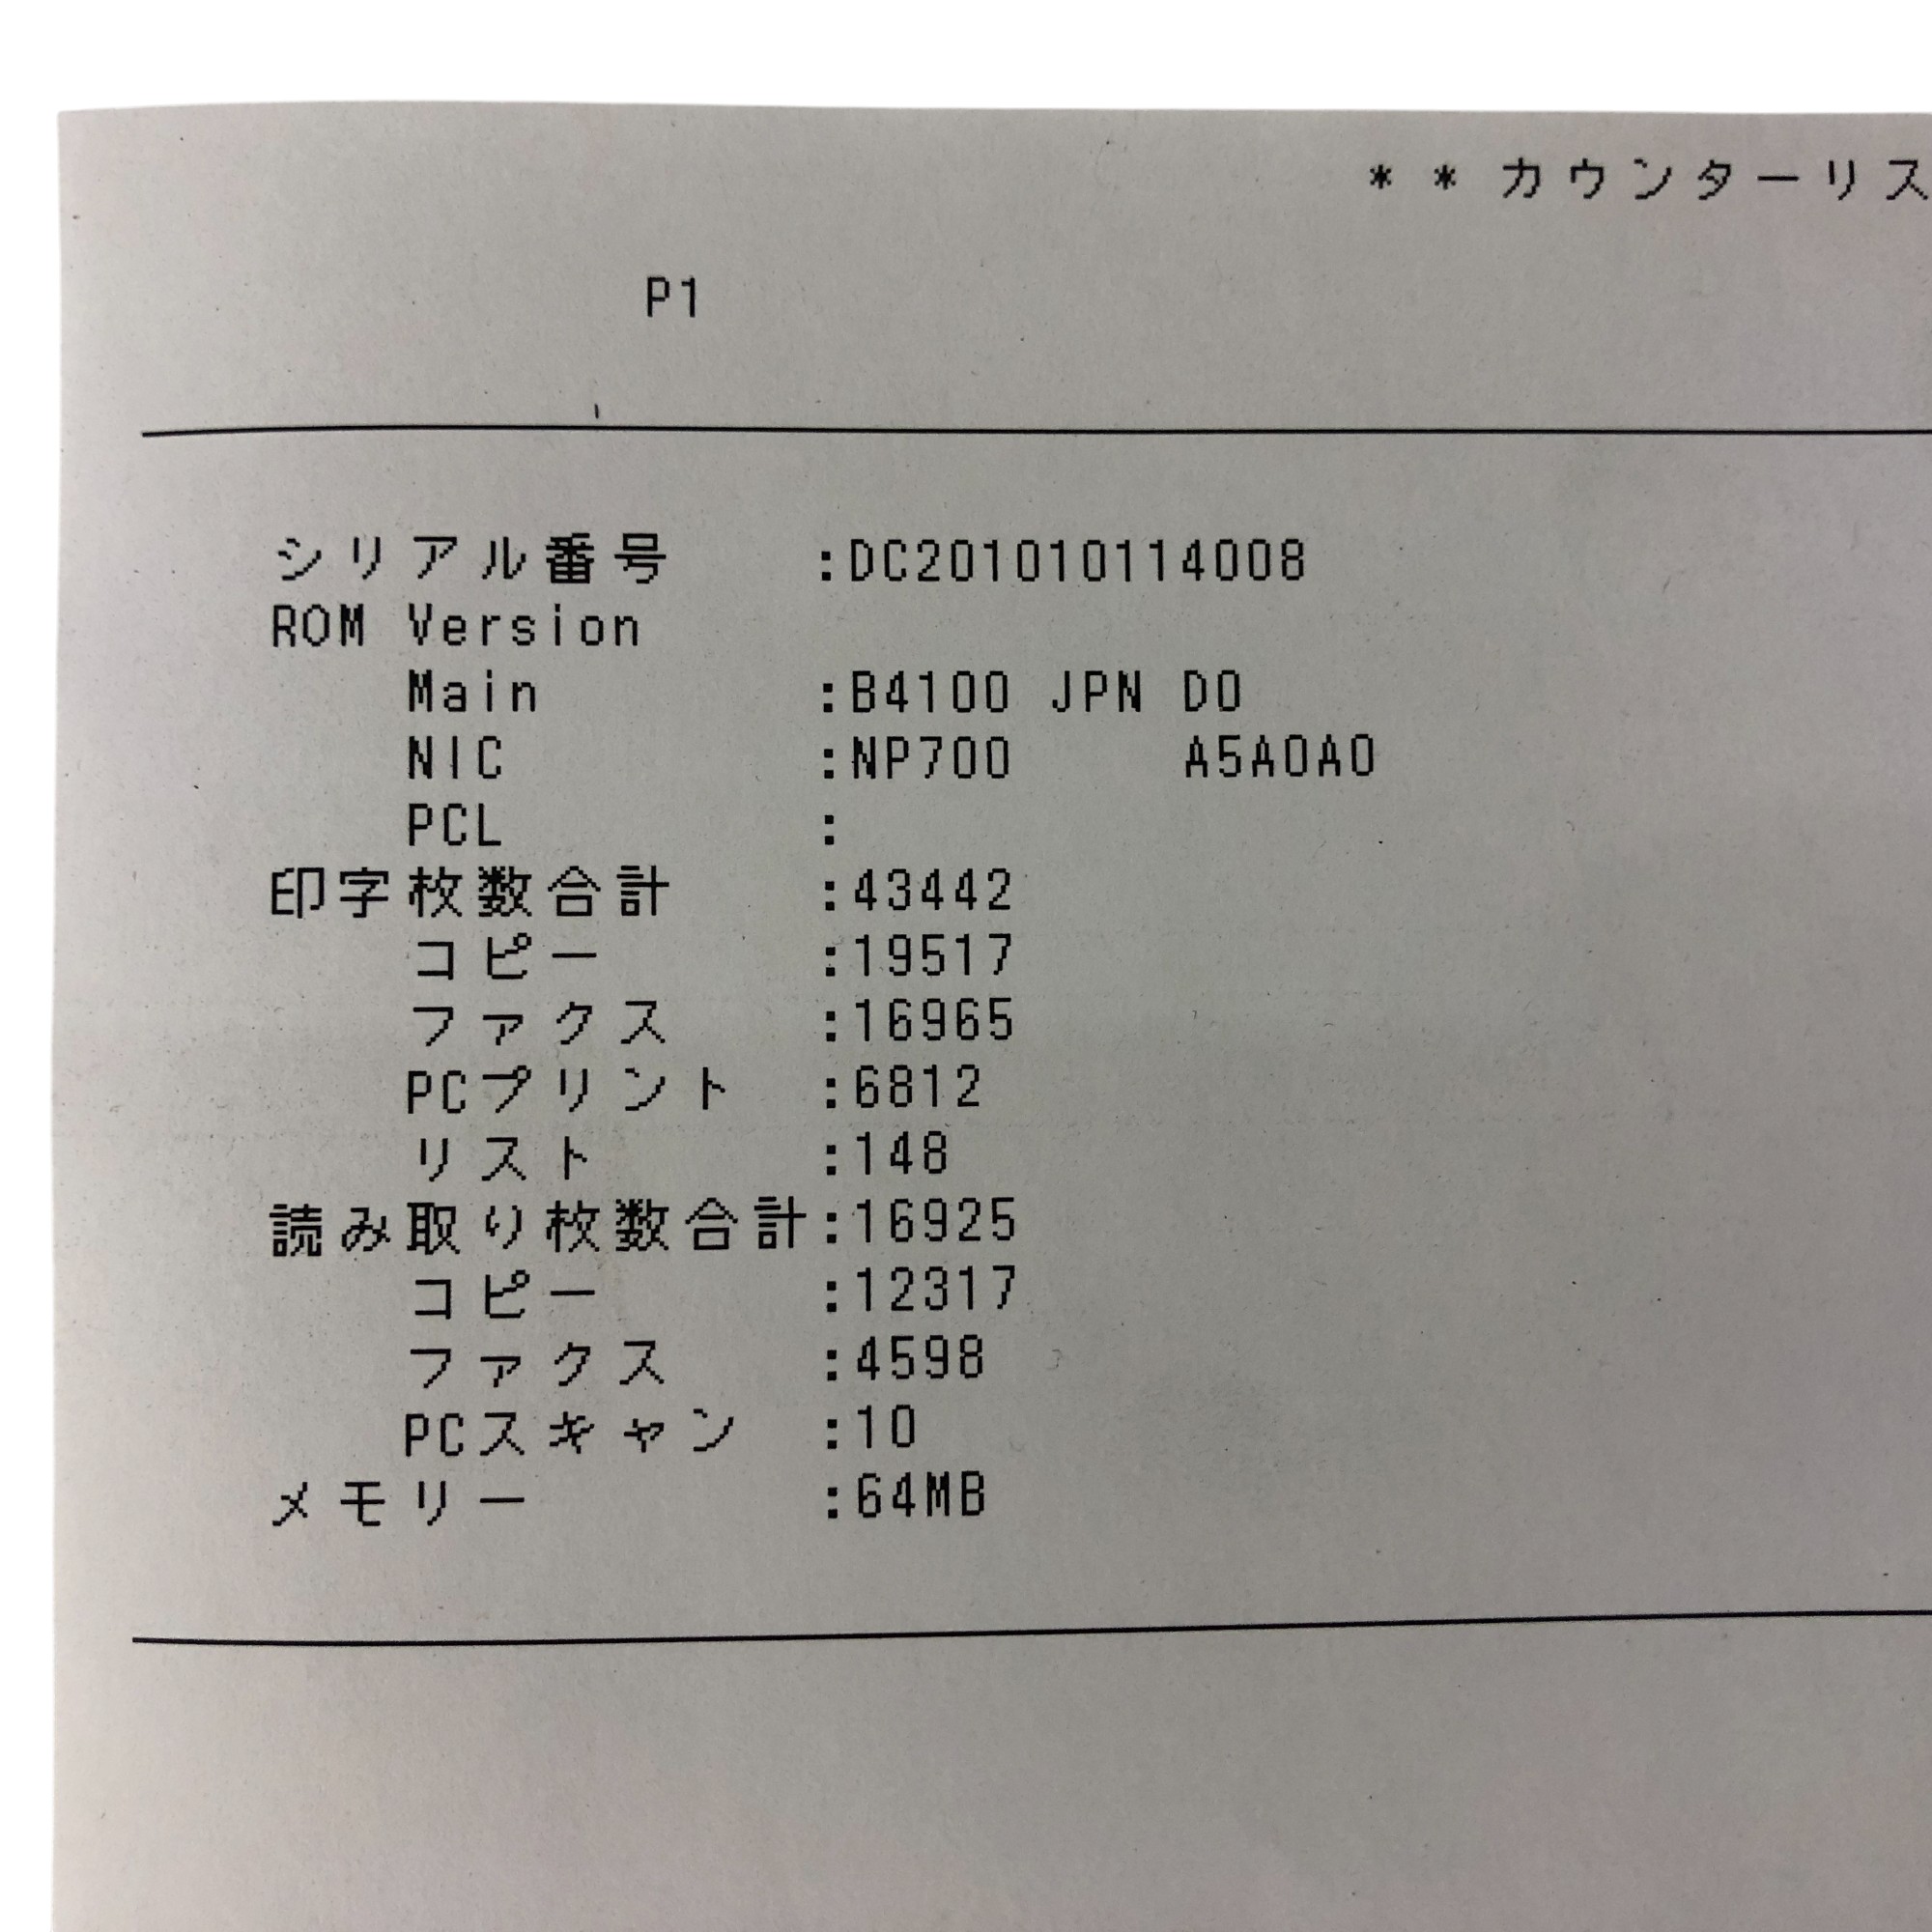 **カウンターリス
P1
シリアル番号 :DC201010114008
ROM Version
Main :B4100 JPN D0
NIC :NP700 A5A0A0
PCL :
印字枚数合計 :43442
コピー :19517
ファクス :16965
PCプリント :6812
リスト :148
読み取り枚数合計:16925
コピー :12317
ファクス :4598
PCスキャン :10
メモリー :64MB